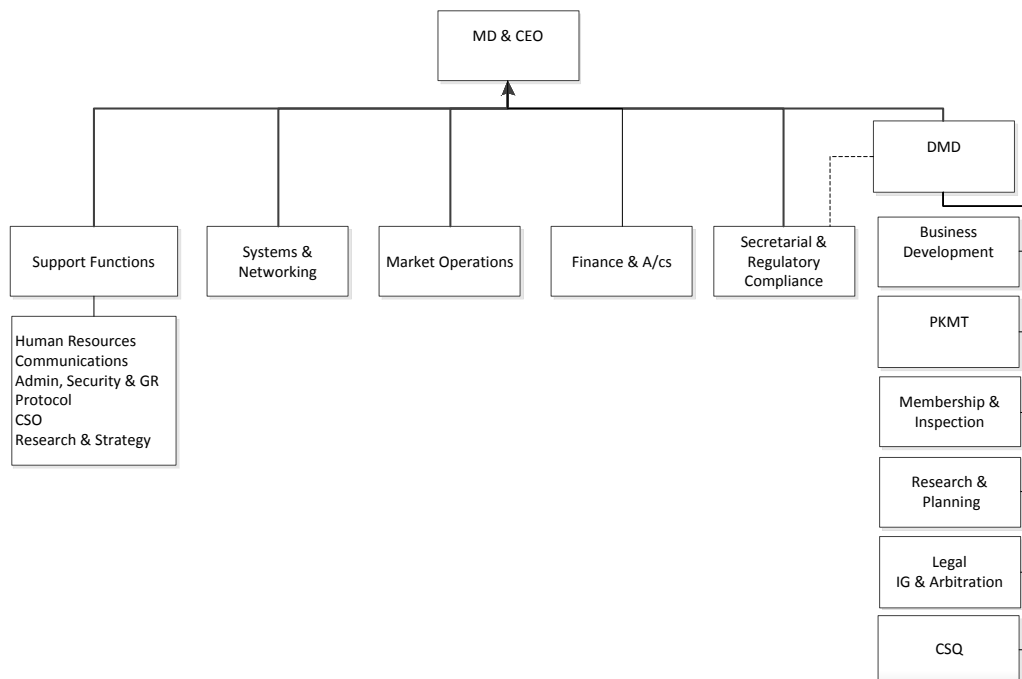 MD & CEO
DMD
Support Functions
Systems &
Networking
Market Operations
Finance & A/cs
Secretarial &
Regulatory
Compliance
Human Resources
Communications
Admin, Security & GR
Protocol
CSO
Research & Strategy
Business
Development
PKMT
Membership &
Inspection
Research &
Planning
Legal
IG & Arbitration
CSQ